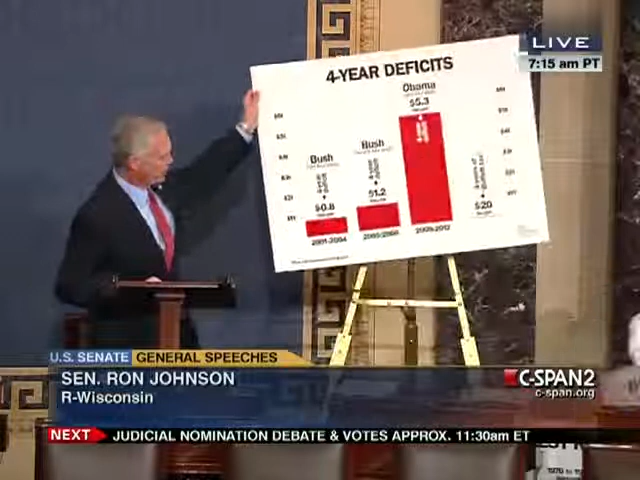 LIVE
7:15 am PT
4-YEAR DEFICITS
Obama
$5.3
Bush
Bush
$0.8
$1.2
$20
2001-2004
2005-2008
2009-2012
U.S. SENATE GENERAL SPEECHES
SEN. RON JOHNSON
R-Wisconsin
C-SPAN2
c-span.org
NEXT JUDICIAL NOMINATION DEBATE & VOTES APPROX. 11:30am ET